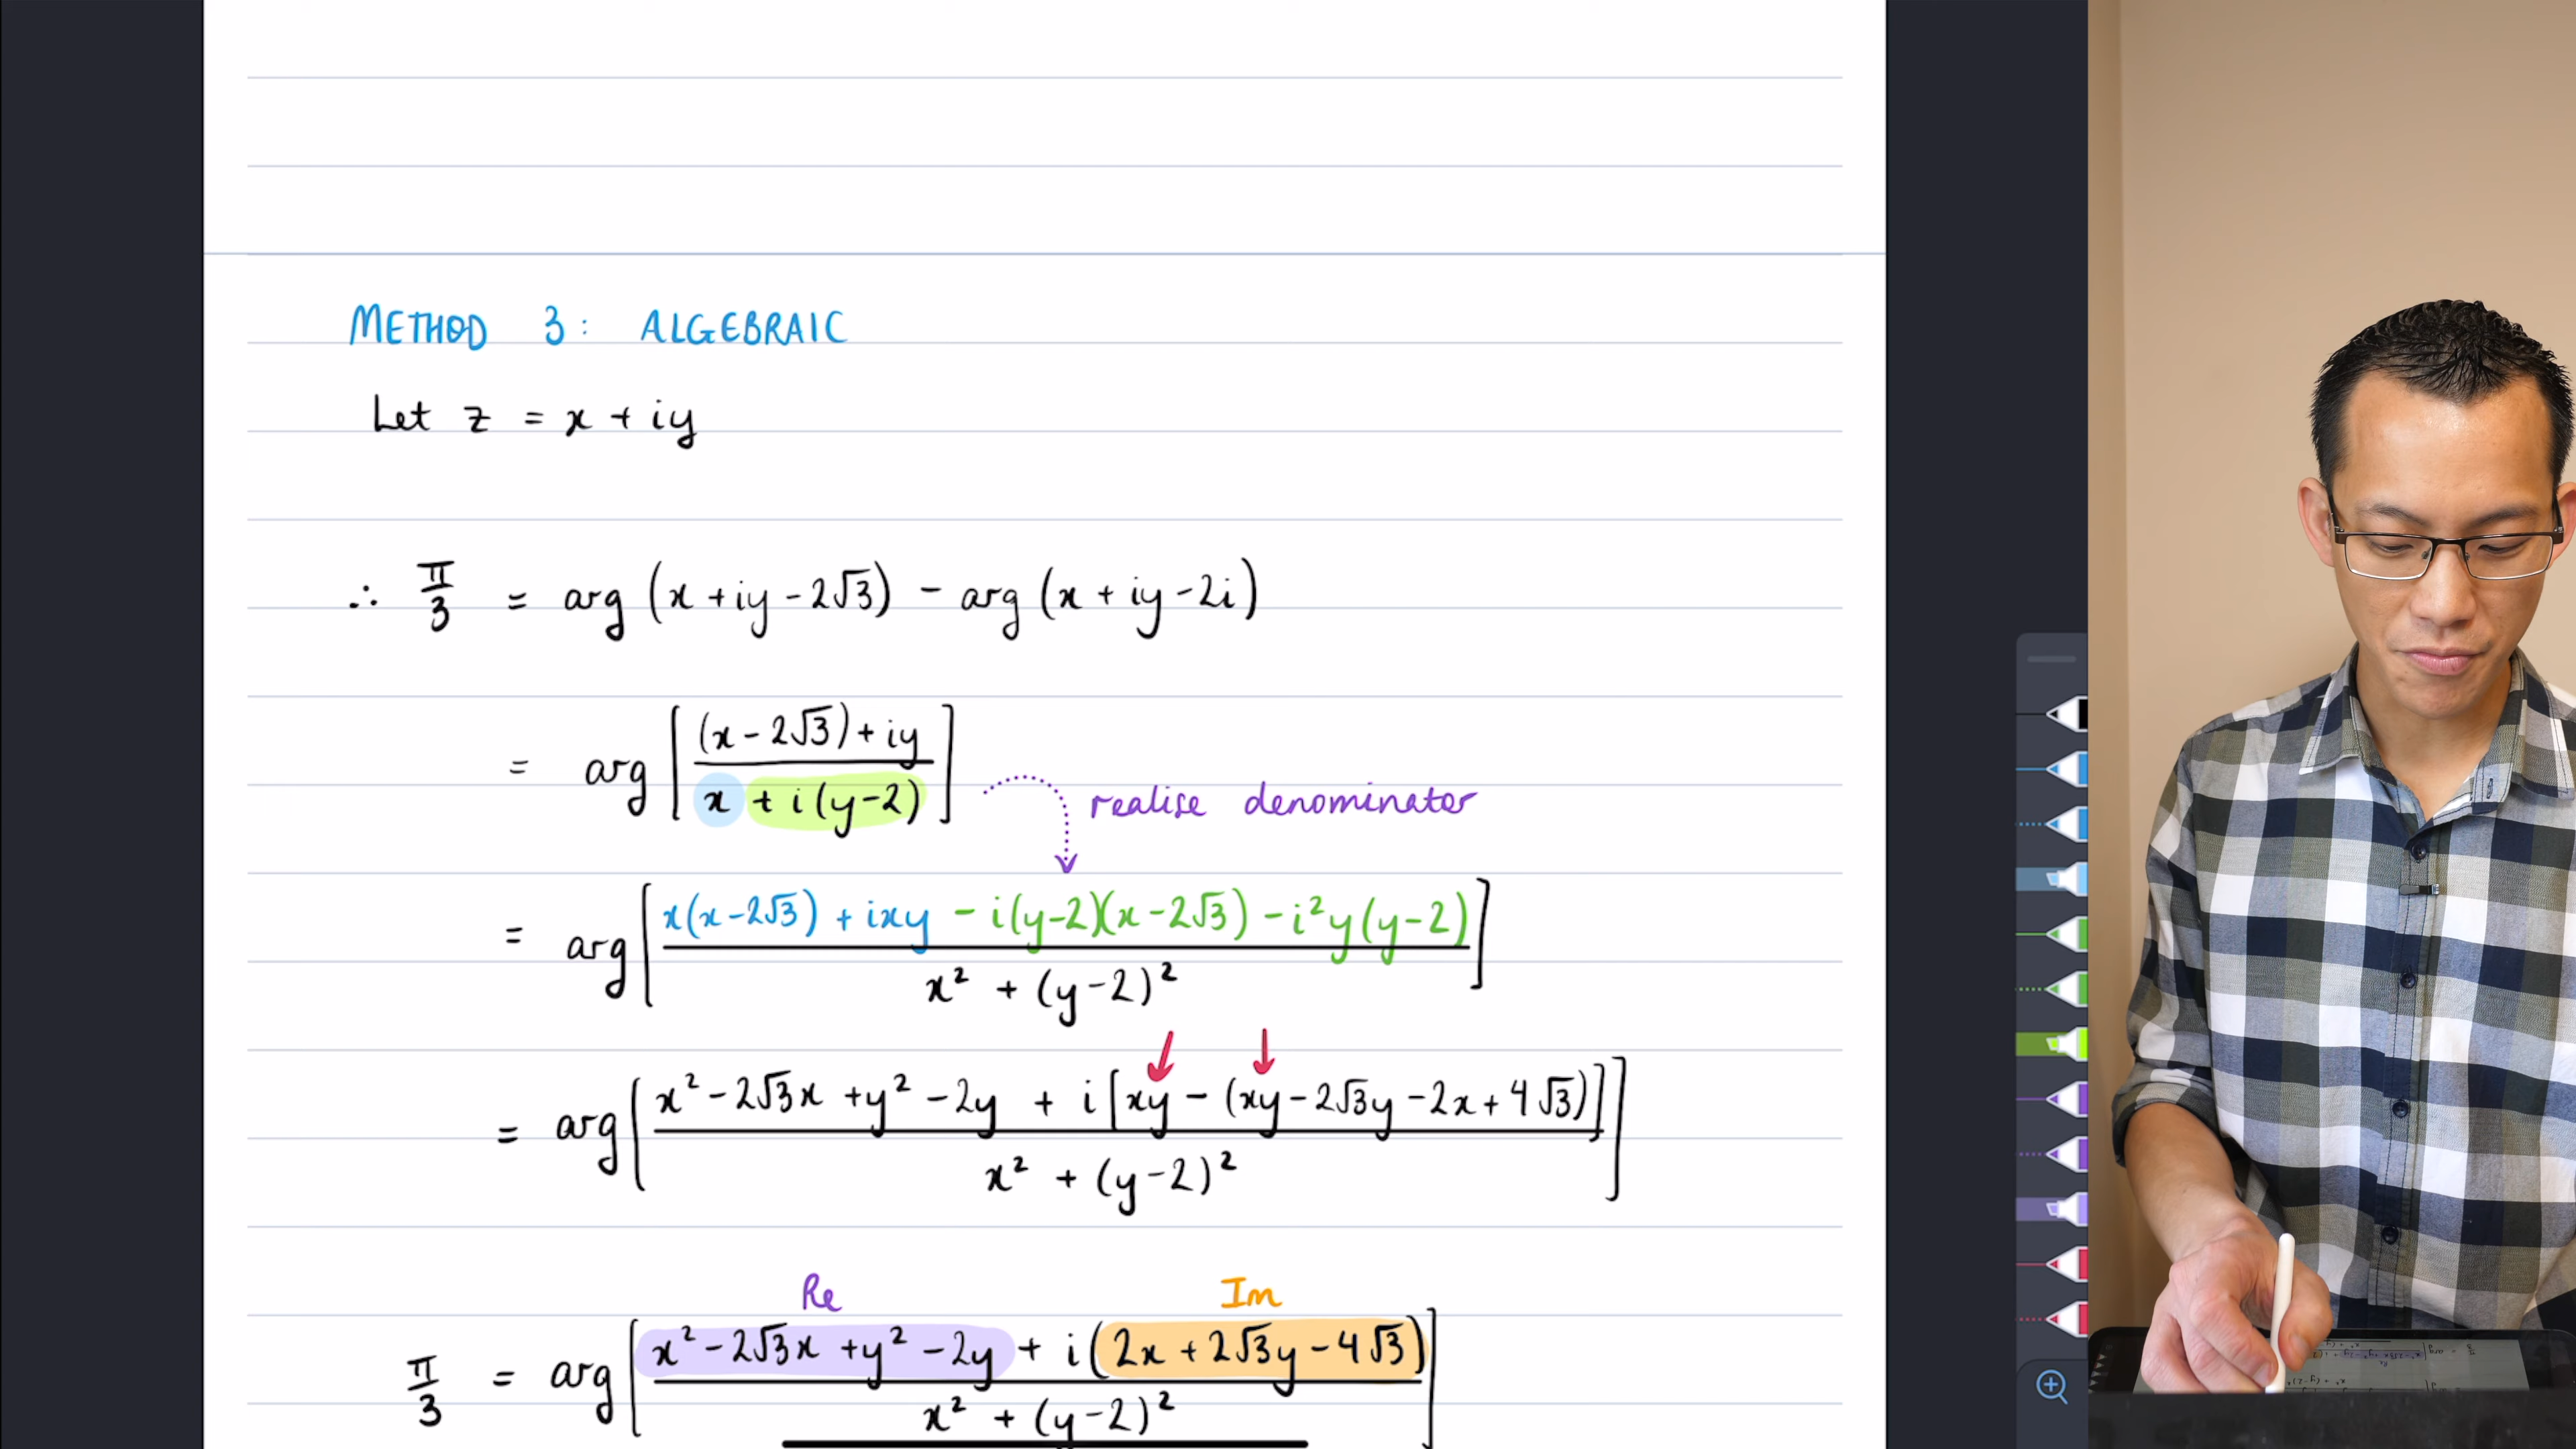 METHOD 3: ALGEBRAIC
Let z = x + iy
∴ π/3 = arg (x + iy - 2√3) - arg (x + iy - 2i)
= arg [ ((x - 2√3) + iy) / (x + i(y-2)) ]
realise denominator
= arg [ (x(x-2√3) + ixy - i(y-2)(x-2√3) - i²y(y-2)) / (x² + (y-2)²) ]
= arg [ (x² - 2√3x + y² - 2y + i[xy - (xy - 2√3y - 2x + 4√3)]) / (x² + (y-2)²) ]
Re Im
π/3 = arg [ (x² - 2√3x + y² - 2y + i(2x + 2√3y - 4√3)) / (x² + (y-2)²) ]